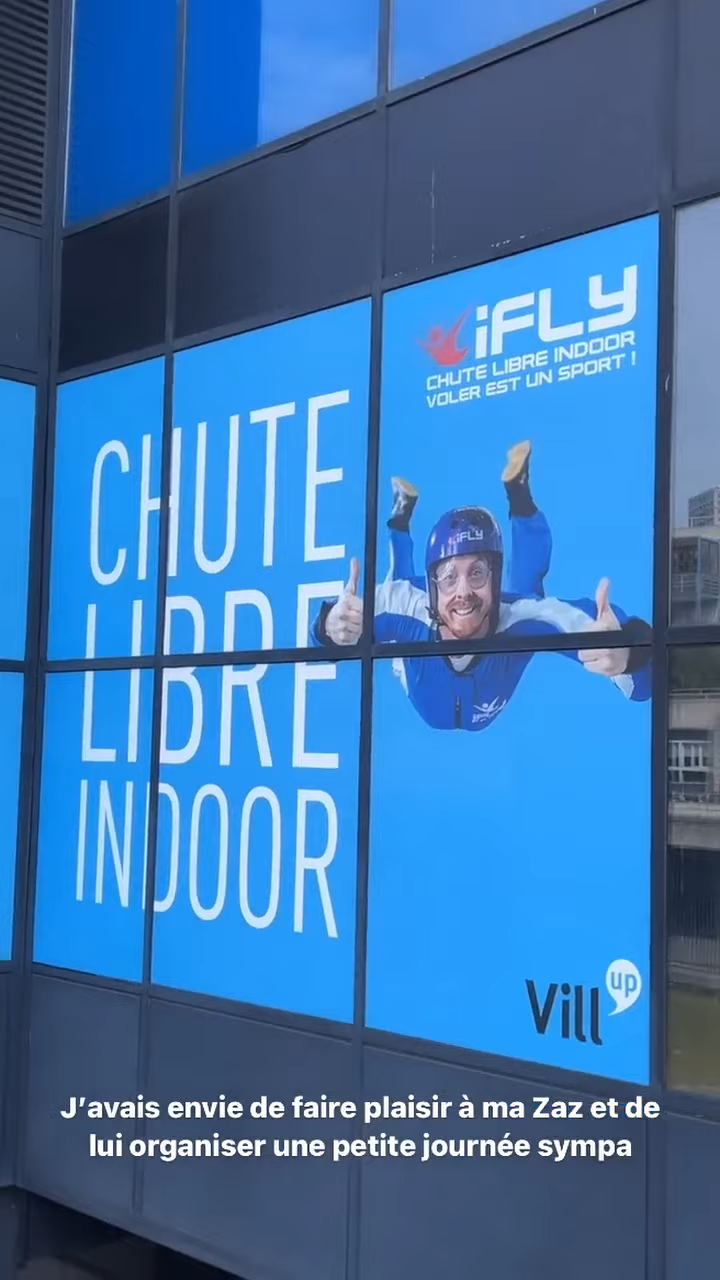 iFLY
CHUTE LIBRE INDOOR
VOLER EST UN SPORT !
CHUTE
LIBRE
INDOOR
iFLY
Vill up
J’avais envie de faire plaisir à ma Zaz et de
lui organiser une petite journée sympa